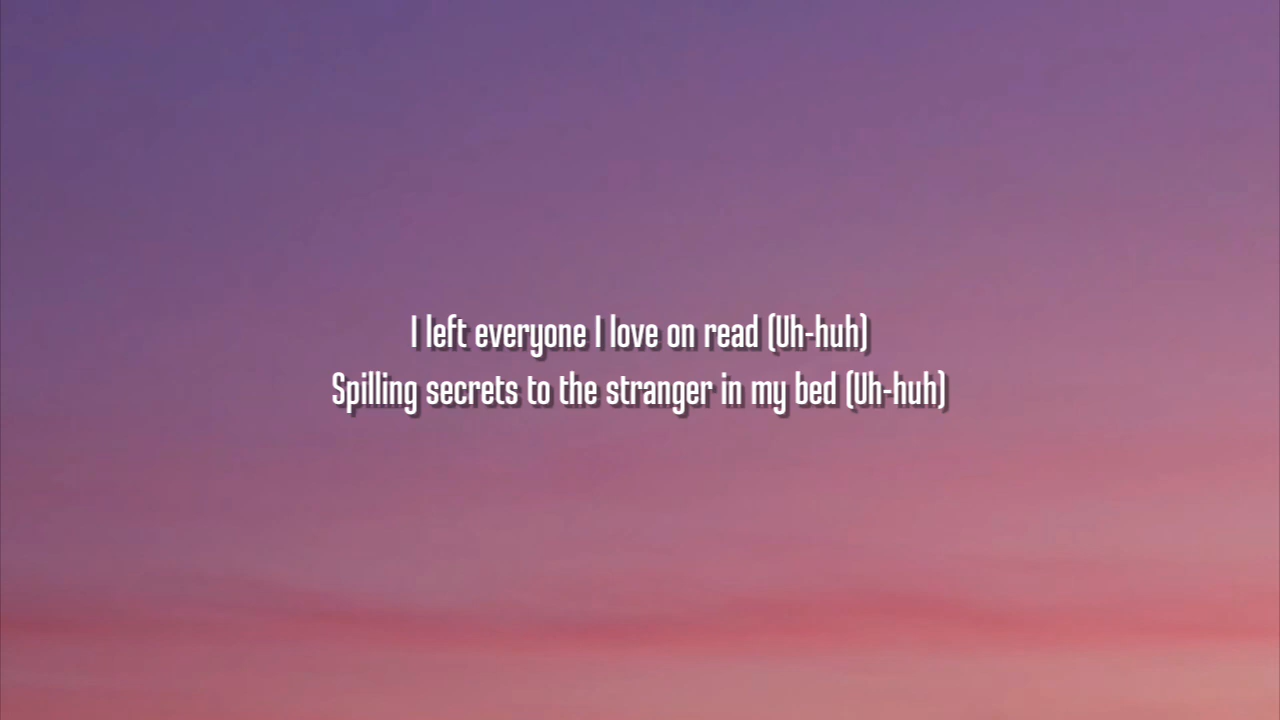 I left everyone I love on read (Uh-huh)
Spilling secrets to the stranger in my bed (Uh-huh)